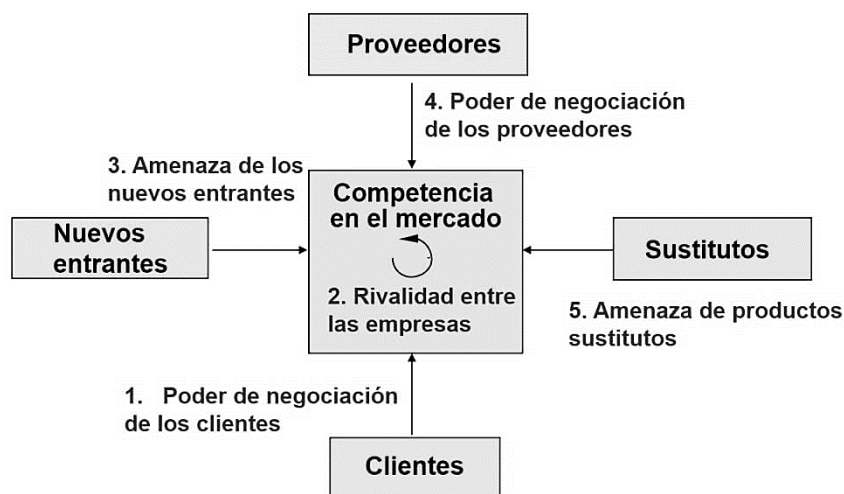 Proveedores
4. Poder de negociación
de los proveedores
3. Amenaza de los
nuevos entrantes
Competencia
en el mercado
Nuevos
entrantes
Sustitutos
2. Rivalidad entre
las empresas
5. Amenaza de productos
sustitutos
1. Poder de negociación
de los clientes
Clientes